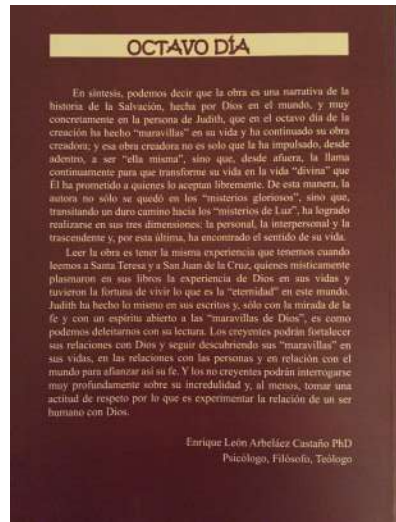 OCTAVO DÍA
En síntesis, podemos decir que la obra es una narrativa de la
historia de la Salvación, hecha por Dios en el mundo, y muy
concretamente en la persona de Judith, que en el octavo día de la
creación ha hecho “maravillas” en su vida y ha continuado su obra
creadora; y esa obra creadora no es solo que la ha impulsado, desde
adentro, a ser “ella misma”, sino que, desde afuera, la llama
continuamente para que transforme su vida en la vida “divina” que
Él ha prometido a quienes lo aceptan libremente. De esta manera, la
autora no sólo se quedó en los “misterios gloriosos”, sino que,
transitando un duro camino hacia los “misterios de Luz”, ha logrado
realizarse en sus tres dimensiones: la personal, la interpersonal y la
trascendente y, por esta última, ha encontrado el sentido de su vida.
Leer la obra es tener la misma experiencia que tenemos cuando
leemos a Santa Teresa y a San Juan de la Cruz, quienes místicamente
plasmaron en sus libros la experiencia de Dios en sus vidas y
tuvieron la fortuna de vivir lo que es la “eternidad” en este mundo.
Judith ha hecho lo mismo en sus escritos y, sólo con la mirada de la
fe y con un espíritu abierto a las “maravillas de Dios”, es como
podemos deleitarnos con su lectura. Los creyentes podrán fortalecer
sus relaciones con Dios y seguir descubriendo sus “maravillas” en
sus vidas, en las relaciones con las personas y en relación con el
mundo para afianzar así su fe. Y los no creyentes podrán interrogarse
muy profundamente sobre su incredulidad y, al menos, tomar una
actitud de respeto por lo que es experimentar la relación de un ser
humano con Dios.
Enrique León Arbeláez Castaño PhD
Psicólogo, Filósofo, Teólogo